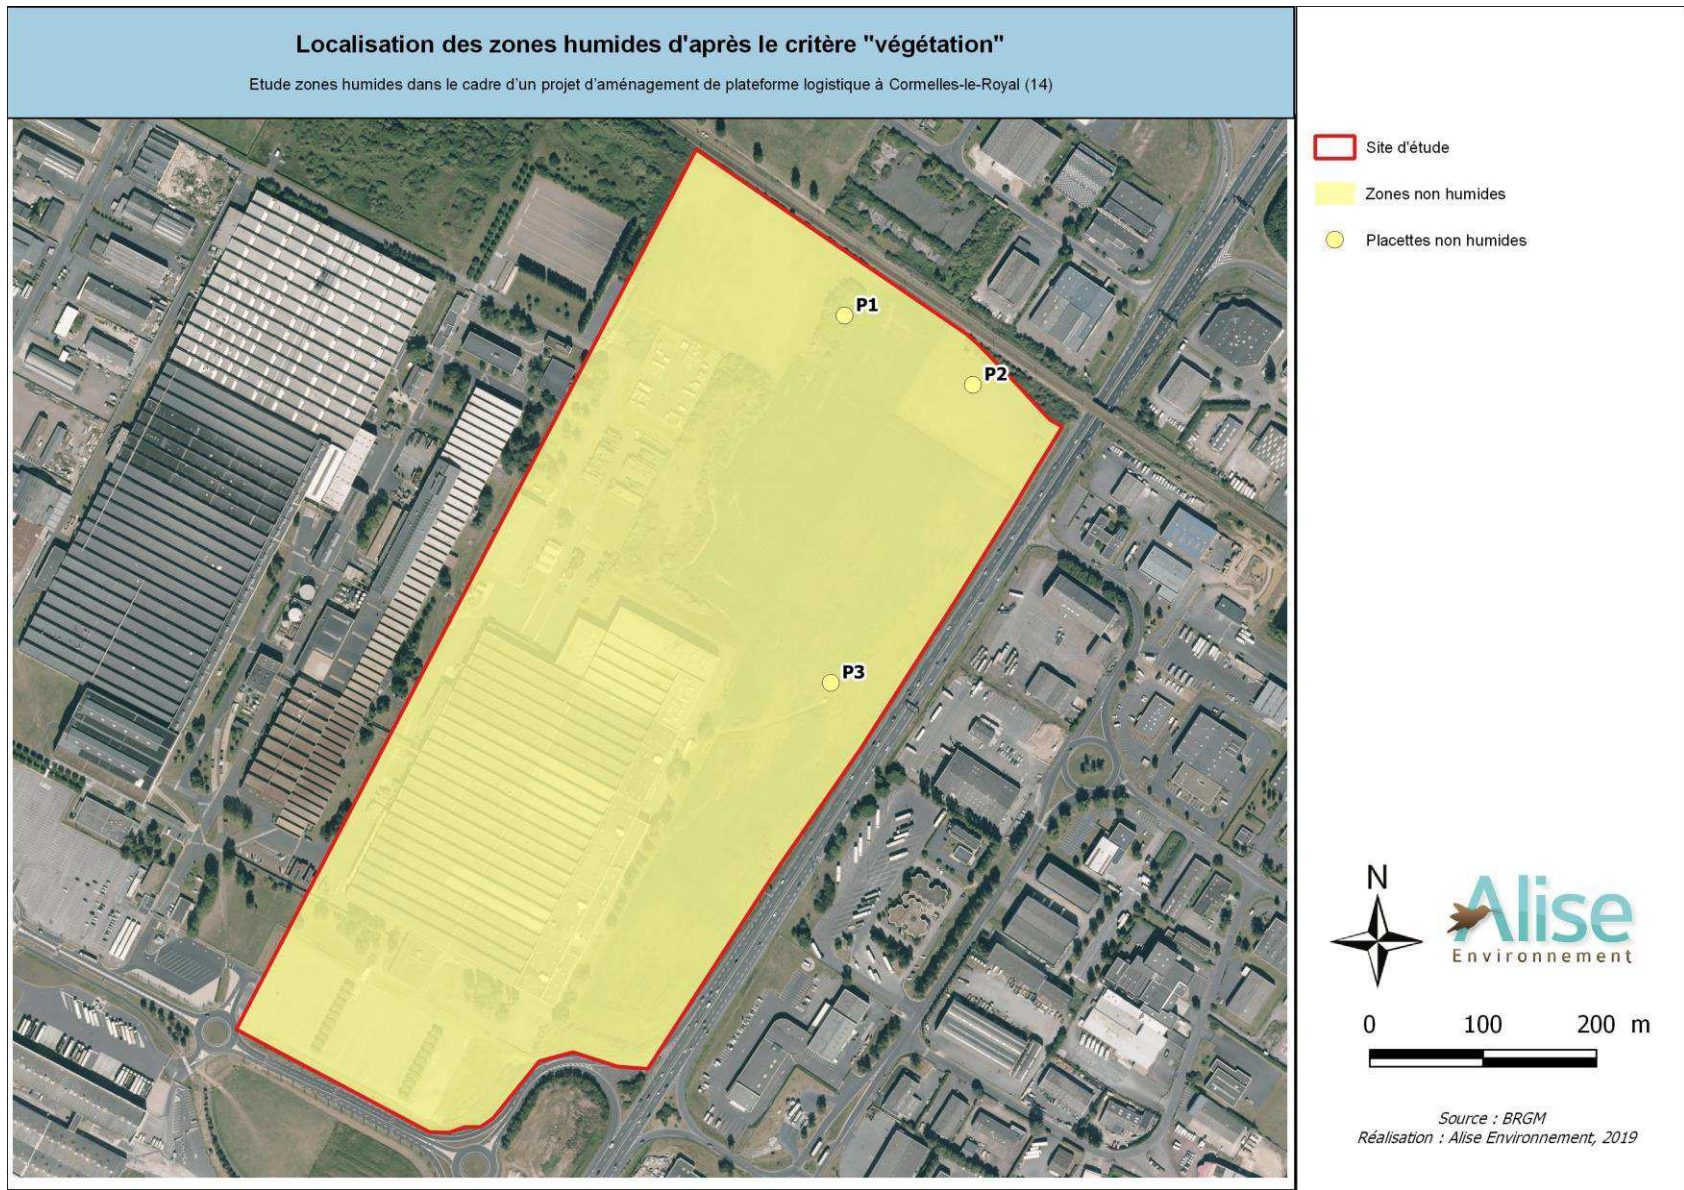 Localisation des zones humides d'après le critère "végétation"
Etude zones humides dans le cadre d'un projet d'aménagement de plateforme logistique à Cormelles-le-Royal (14)
Site d'étude
Zones non humides
Placettes non humides
P1
P2
P3
N
Alise
Environnement
0 100 200 m
Source : BRGM
Réalisation : Alise Environnement, 2019